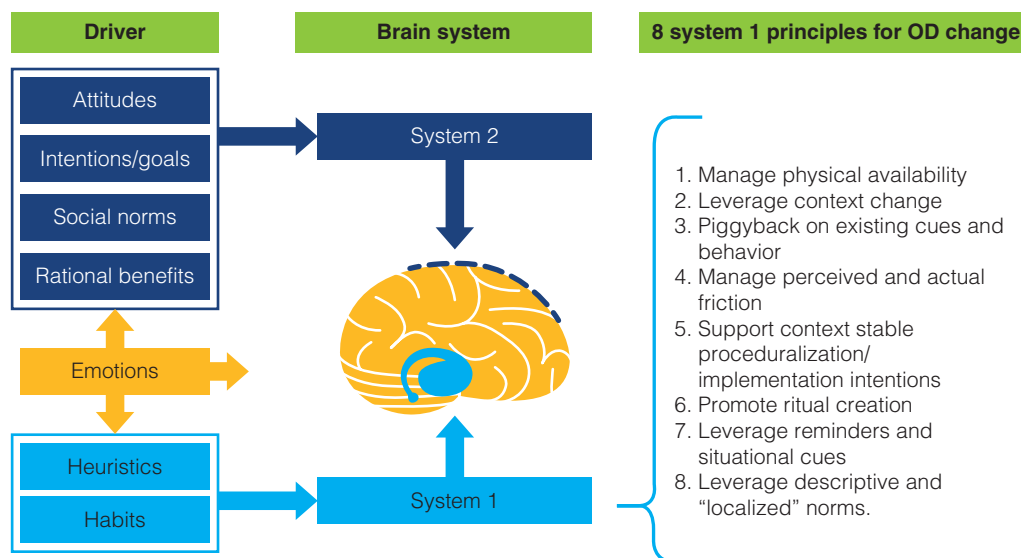 Driver
Brain system
8 system 1 principles for OD change
Attitudes
Intentions/goals
Social norms
Rational benefits
Emotions
Heuristics
Habits
System 2
System 1
1. Manage physical availability
2. Leverage context change
3. Piggyback on existing cues and
behavior
4. Manage perceived and actual
friction
5. Support context stable
proceduralization/
implementation intentions
6. Promote ritual creation
7. Leverage reminders and
situational cues
8. Leverage descriptive and
“localized” norms.